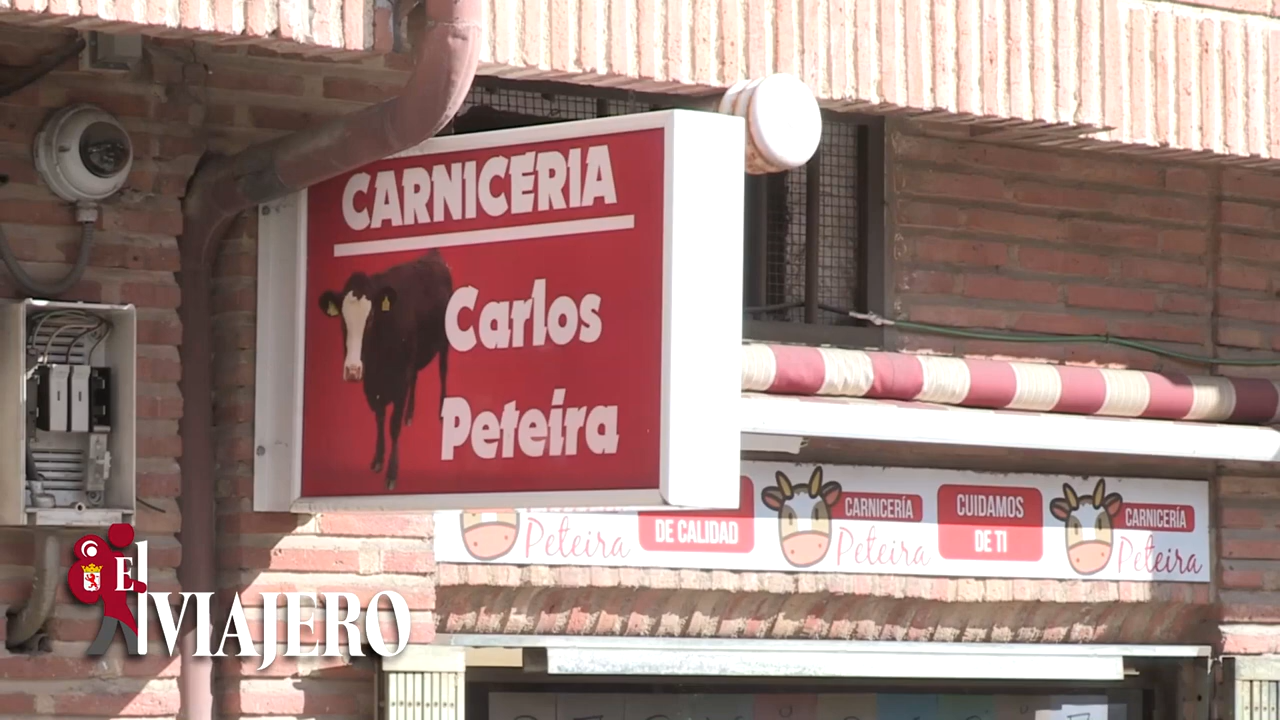 CARNICERIA
Carlos
Peteira
Peteira
DE CALIDAD
CARNICERÍA
Peteira
CUIDAMOS
DE TI
CARNICERÍA
Peteira
El
VIAJERO